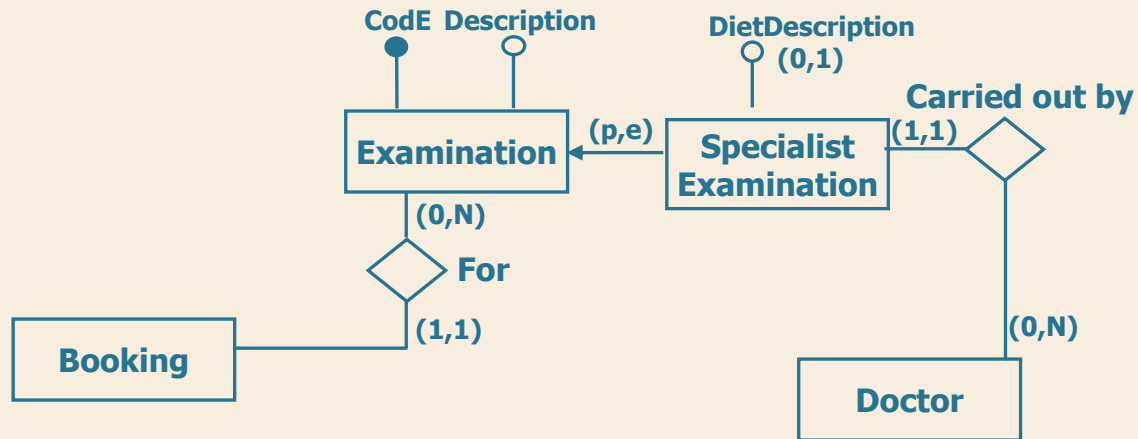 CodE Description
DietDescription
(0,1)
Carried out by
(p,e)
(1,1)
Examination
Specialist
Examination
(0,N)
For
(1,1)
(0,N)
Booking
Doctor